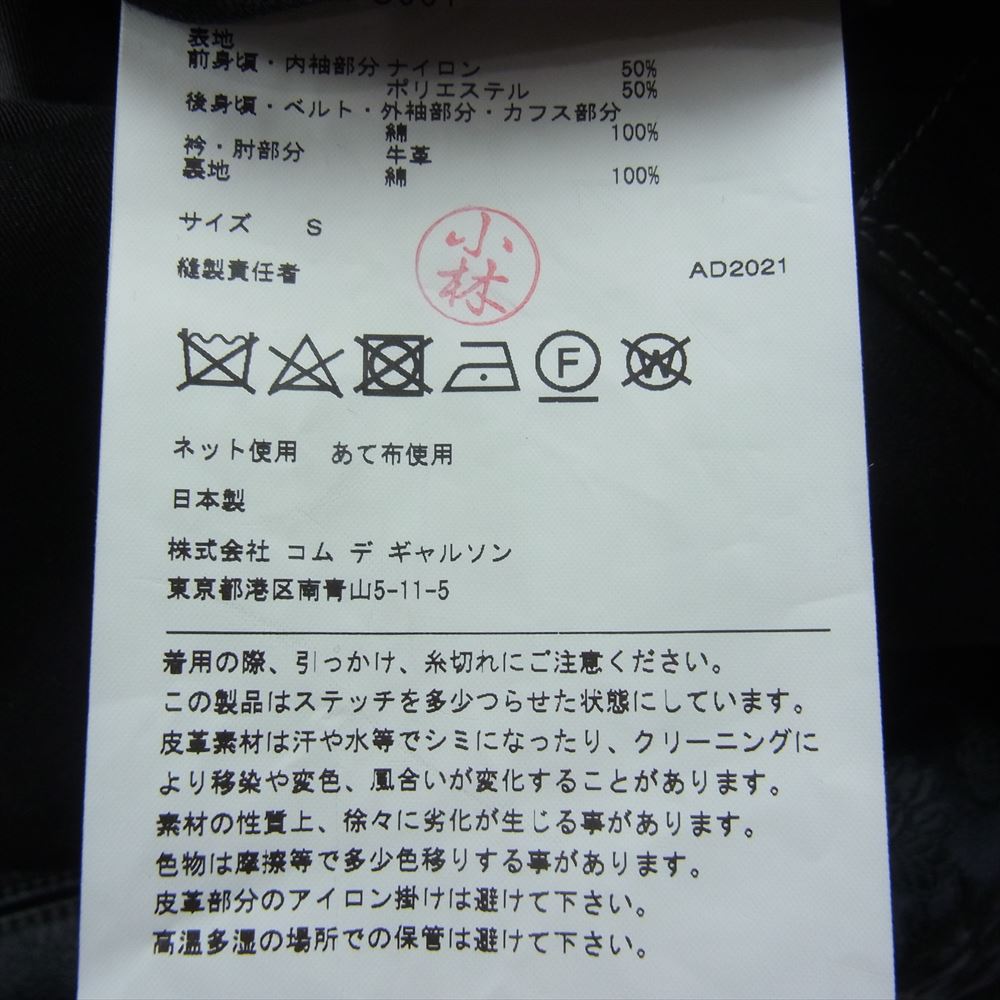 表地
前身頃・内袖部分 ナイロン 50%
ポリエステル 50%
後身頃・ベルト・外袖部分・カフス部分
綿 100%
衿・肘部分 牛革
裏地 綿 100%
サイズ S
小林
縫製責任者 AD2021
F W
ネット使用 あて布使用
日本製
株式会社 コム デ ギャルソン
東京都港区南青山5-11-5
着用の際、引っかけ、糸切れにご注意ください。
この製品はステッチを多少つらせた状態にしています。
皮革素材は汗や水等でシミになったり、クリーニングに
より移染や変色、風合いが変化することがあります。
素材の性質上、徐々に劣化が生じる事があります。
色物は摩擦等で多少色移りする事があります。
皮革部分のアイロン掛けは避けて下さい。
高温多湿の場所での保管は避けて下さい。